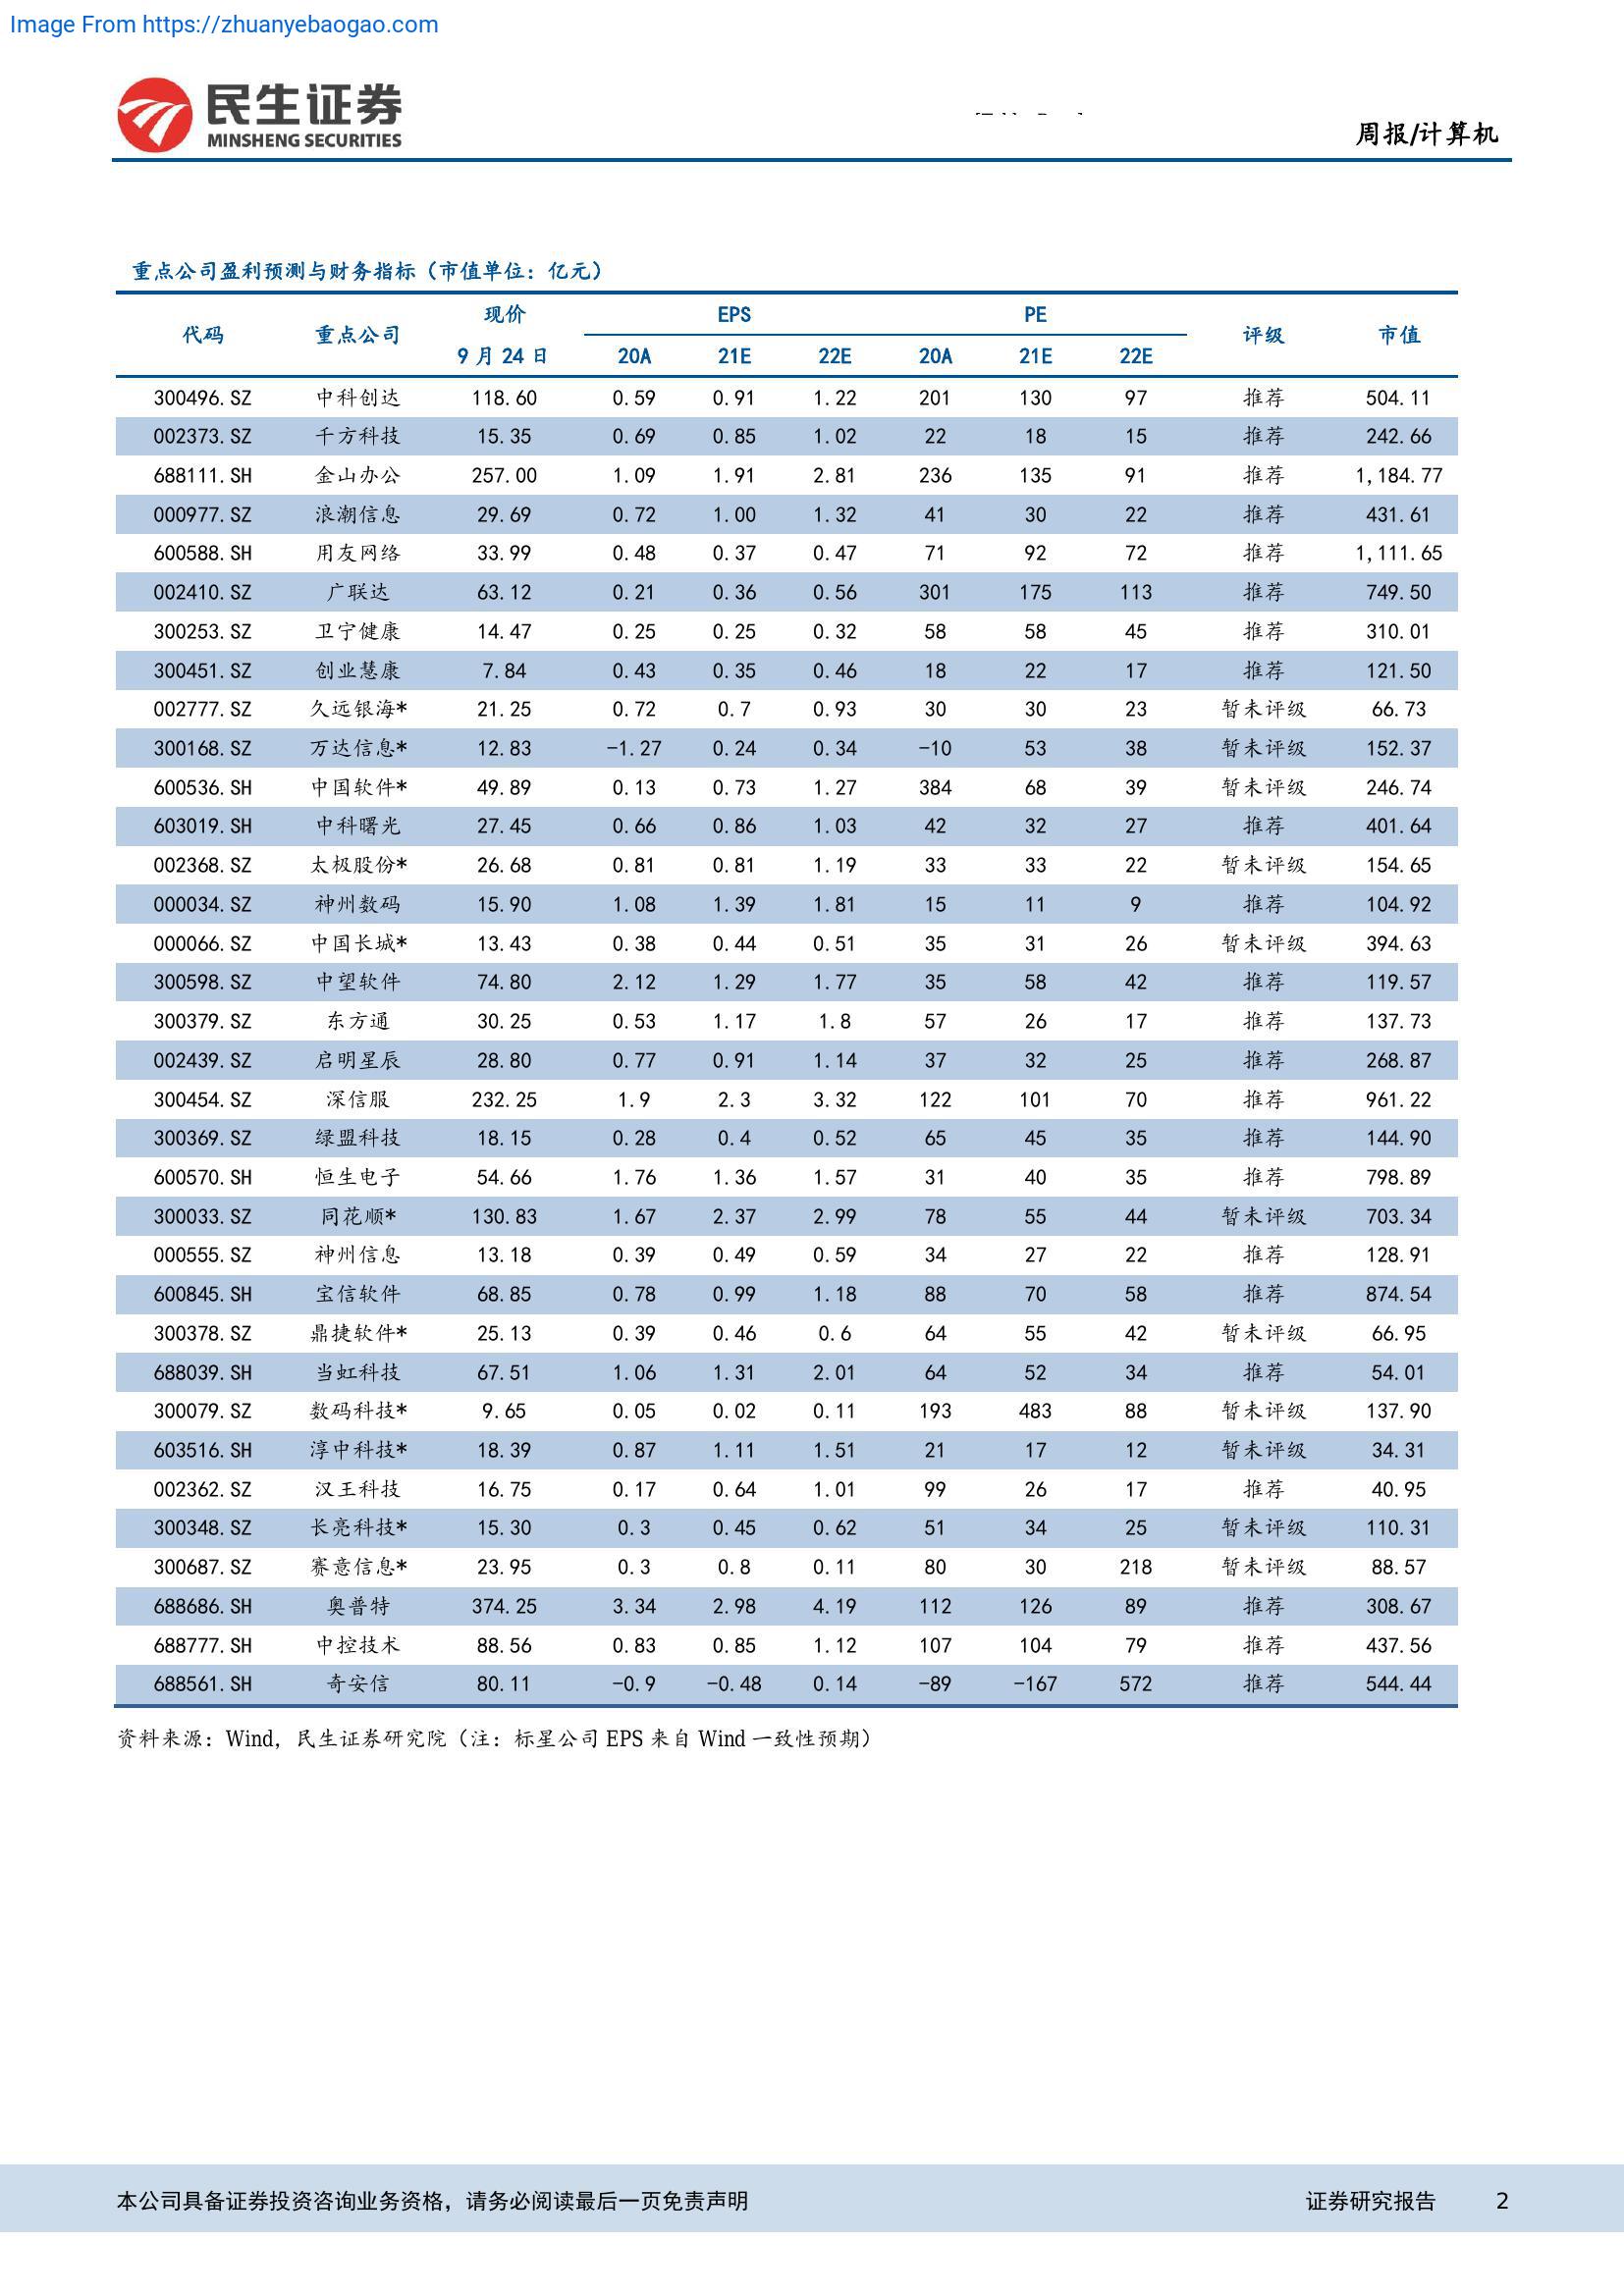 Image From https://zhuanyebaogao.com
民生证券
MINSHENG SECURITIES
周报/计算机
重点公司盈利预测与财务指标（市值单位：亿元）
代码 重点公司 现价 EPS PE 评级 市值
9 月 24 日 20A 21E 22E 20A 21E 22E
300496.SZ 中科创达 118.60 0.59 0.91 1.22 201 130 97 推荐 504.11
002373.SZ 千方科技 15.35 0.69 0.85 1.02 22 18 15 推荐 242.66
688111.SH 金山办公 257.00 1.09 1.91 2.81 236 135 91 推荐 1,184.77
000977.SZ 浪潮信息 29.69 0.72 1.00 1.32 41 30 22 推荐 431.61
600588.SH 用友网络 33.99 0.48 0.37 0.47 71 92 72 推荐 1,111.65
002410.SZ 广联达 63.12 0.21 0.36 0.56 301 175 113 推荐 749.50
300253.SZ 卫宁健康 14.47 0.25 0.25 0.32 58 58 45 推荐 310.01
300451.SZ 创业慧康 7.84 0.43 0.35 0.46 18 22 17 推荐 121.50
002777.SZ 久远银海* 21.25 0.72 0.7 0.93 30 30 23 暂未评级 66.73
300168.SZ 万达信息* 12.83 -1.27 0.24 0.34 -10 53 38 暂未评级 152.37
600536.SH 中国软件* 49.89 0.13 0.73 1.27 384 68 39 暂未评级 246.74
603019.SH 中科曙光 27.45 0.66 0.86 1.03 42 32 27 推荐 401.64
002368.SZ 太极股份* 26.68 0.81 0.81 1.19 33 33 22 暂未评级 154.65
000034.SZ 神州数码 15.90 1.08 1.39 1.81 15 11 9 推荐 104.92
000066.SZ 中国长城* 13.43 0.38 0.44 0.51 35 31 26 暂未评级 394.63
300598.SZ 中望软件 74.80 2.12 1.29 1.77 35 58 42 推荐 119.57
300379.SZ 东方通 30.25 0.53 1.17 1.8 57 26 17 推荐 137.73
002439.SZ 启明星辰 28.80 0.77 0.91 1.14 37 32 25 推荐 268.87
300454.SZ 深信服 232.25 1.9 2.3 3.32 122 101 70 推荐 961.22
300369.SZ 绿盟科技 18.15 0.28 0.4 0.52 65 45 35 推荐 144.90
600570.SH 恒生电子 54.66 1.76 1.36 1.57 31 40 35 推荐 798.89
300033.SZ 同花顺* 130.83 1.67 2.37 2.99 78 55 44 暂未评级 703.34
000555.SZ 神州信息 13.18 0.39 0.49 0.59 34 27 22 推荐 128.91
600845.SH 宝信软件 68.85 0.78 0.99 1.18 88 70 58 推荐 874.54
300378.SZ 鼎捷软件* 25.13 0.39 0.46 0.6 64 55 42 暂未评级 66.95
688039.SH 当虹科技 67.51 1.06 1.31 2.01 64 52 34 推荐 54.01
300079.SZ 数码科技* 9.65 0.05 0.02 0.11 193 483 88 暂未评级 137.90
603516.SH 淳中科技* 18.39 0.87 1.11 1.51 21 17 12 暂未评级 34.31
002362.SZ 汉王科技 16.75 0.17 0.64 1.01 99 26 17 推荐 40.95
300348.SZ 长亮科技* 15.30 0.3 0.45 0.62 51 34 25 暂未评级 110.31
300687.SZ 赛意信息* 23.95 0.3 0.8 0.11 80 30 218 暂未评级 88.57
688686.SH 奥普特 374.25 3.34 2.98 4.19 112 126 89 推荐 308.67
688777.SH 中控技术 88.56 0.83 0.85 1.12 107 104 79 推荐 437.56
688561.SH 奇安信 80.11 -0.9 -0.48 0.14 -89 -167 572 推荐 544.44
资料来源：Wind，民生证券研究院（注：标星公司 EPS 来自 Wind 一致性预期）
本公司具备证券投资咨询业务资格，请务必阅读最后一页免责声明 证券研究报告 2